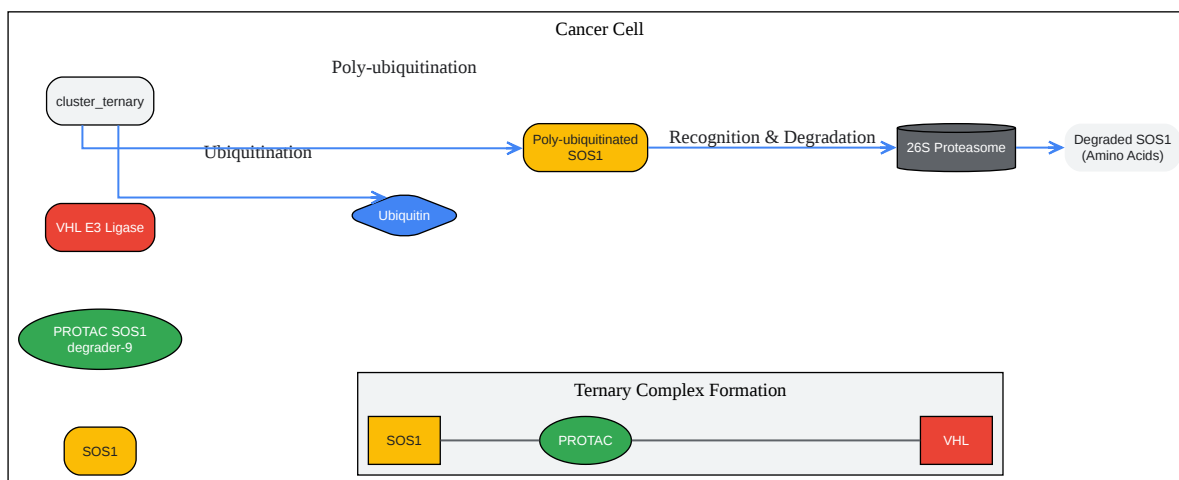 Cancer Cell
Poly-ubiquitination
cluster_ternary
Ubiquitination
Poly-ubiquitinated
SOS1
Recognition & Degradation
26S Proteasome
Degraded SOS1
(Amino Acids)
VHL E3 Ligase
Ubiquitin
PROTAC SOS1
degrader-9
Ternary Complex Formation
SOS1
PROTAC
VHL
SOS1